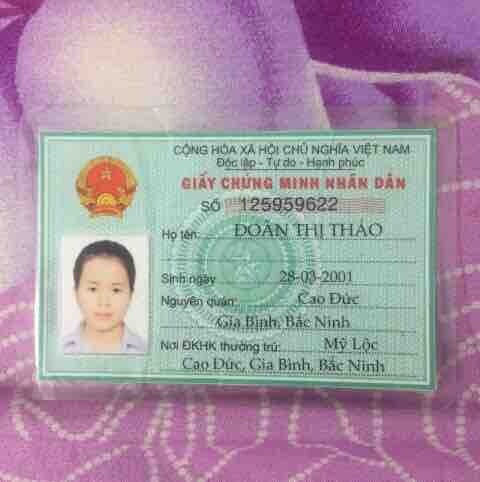 CỘNG HÒA XÃ HỘI CHỦ NGHĨA VIỆT NAM
Độc lập - Tự do - Hạnh phúc
GIẤY CHỨNG MINH NHÂN DÂN
SỐ 125959622
Họ tên: ĐOÀN THỊ THẢO
Sinh ngày 28-03-2001
Nguyên quán: Cao Đức
Gia Bình, Bắc Ninh
Nơi ĐKHK thường trú: Mỹ Lộc
Cao Đức, Gia Bình, Bắc Ninh